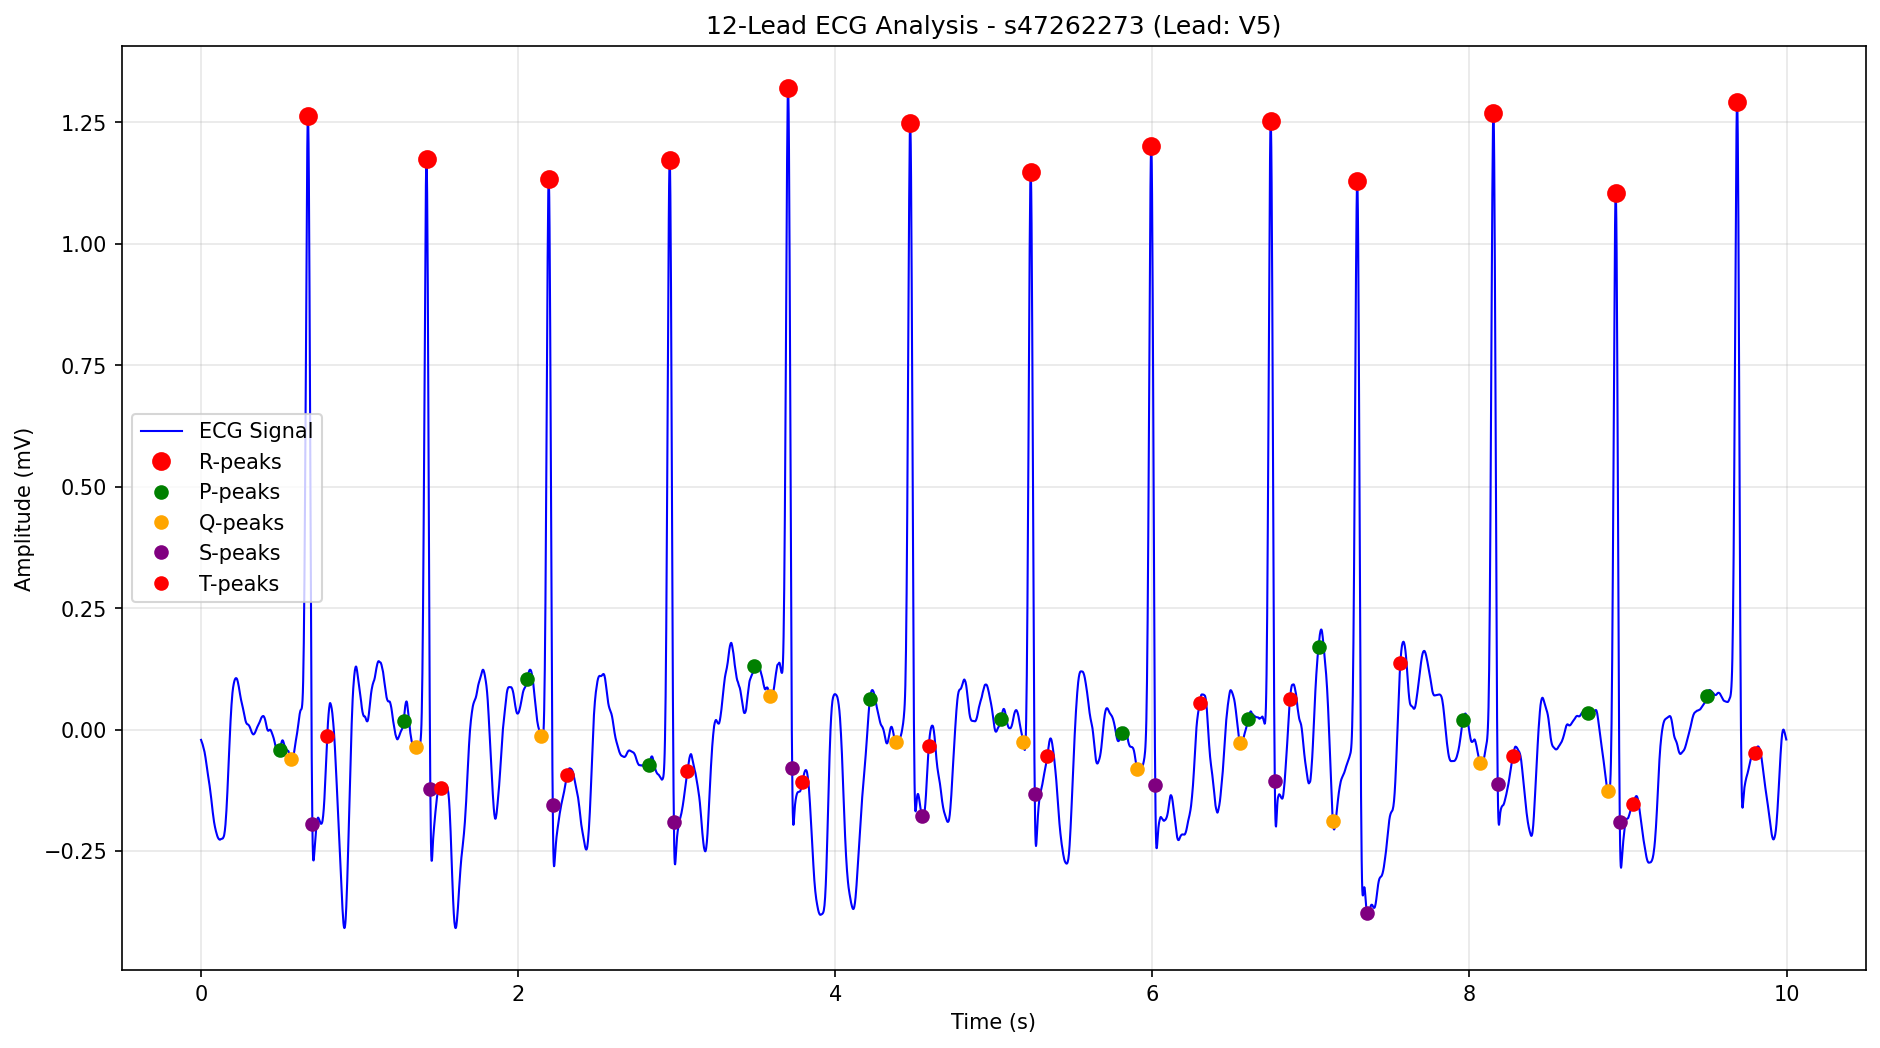 12-Lead ECG Analysis - s47262273 (Lead: V5)
Amplitude (mV)
1.25
1.00
0.75
0.50
0.25
0.00
−0.25
ECG Signal
R-peaks
P-peaks
Q-peaks
S-peaks
T-peaks
0 2 4 6 8 10
Time (s)